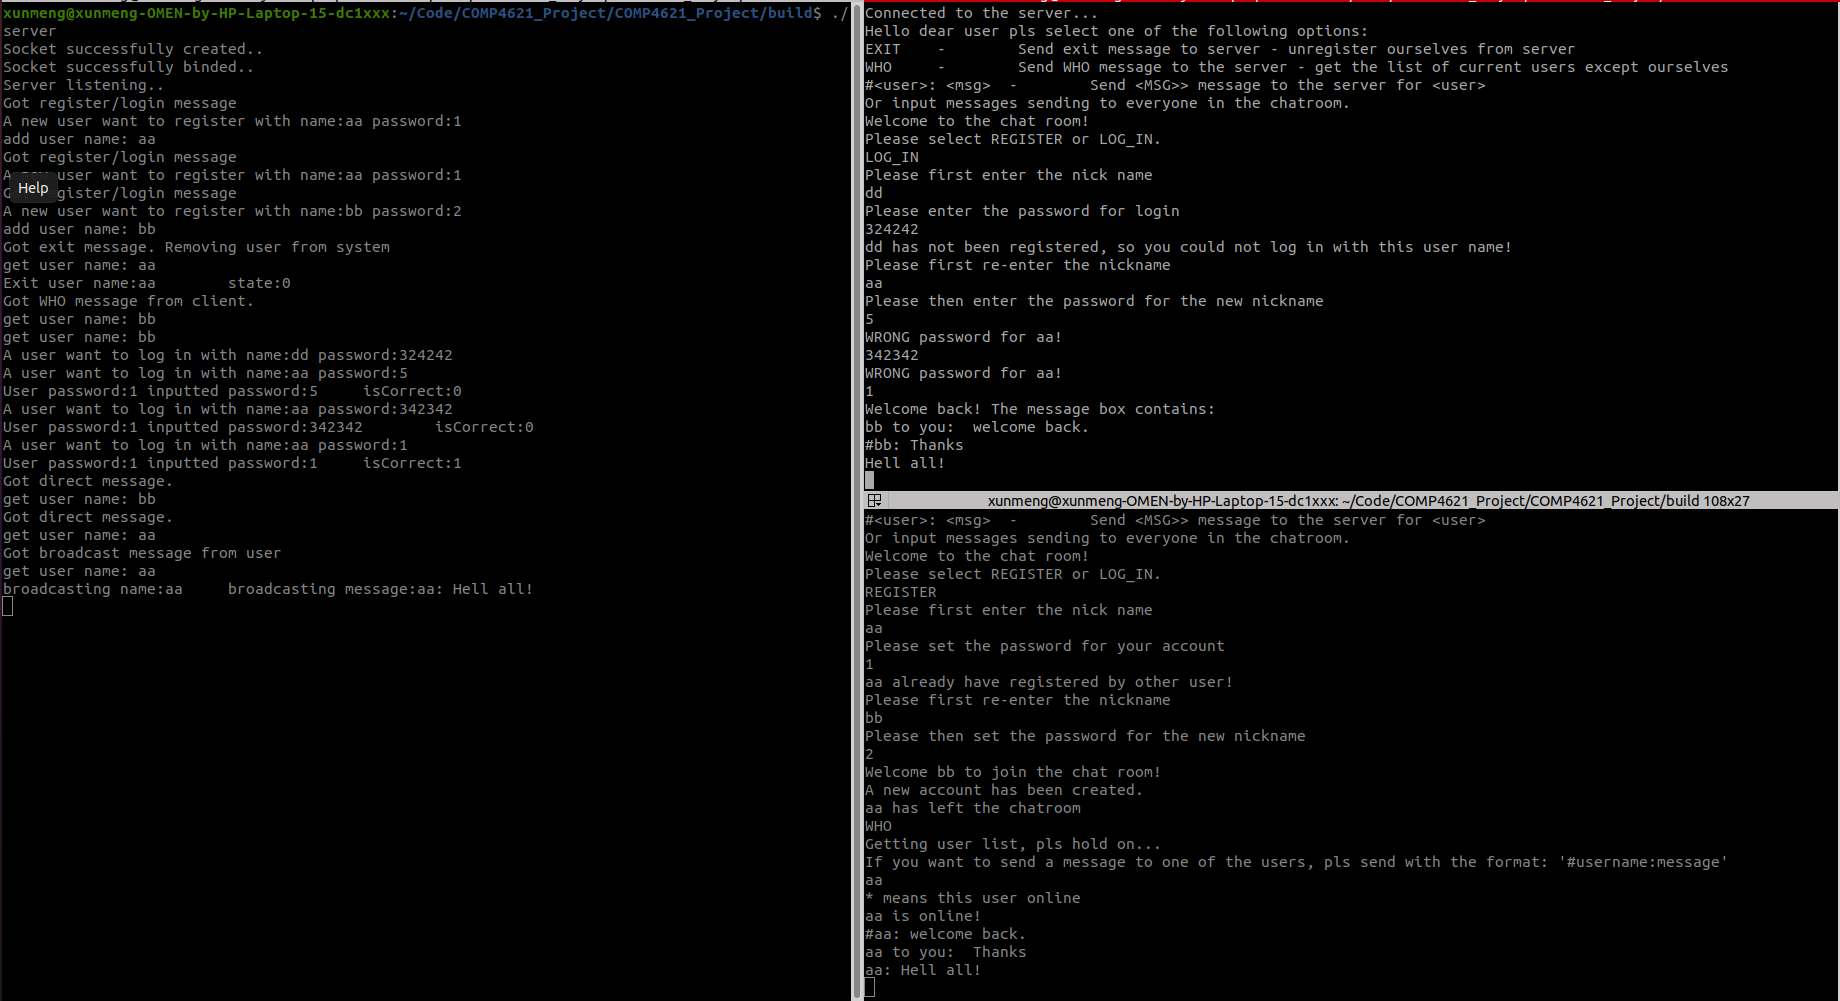 xunmeng@xunmeng-OMEN-by-HP-Laptop-15-dc1xxx:~/Code/COMP4621_Project/COMP4621_Project/build$ ./
server
Socket successfully created..
Socket successfully binded..
Server listening..
Got register/login message
A new user want to register with name:aa password:1
add user name: aa
Got register/login message
user want to register with name:aa password:1
Help
gister/login message
A new user want to register with name:bb password:2
add user name: bb
Got exit message. Removing user from system
get user name: aa
Exit user name:aa        state:0
Got WHO message from client.
get user name: bb
get user name: bb
A user want to log in with name:dd password:324242
A user want to log in with name:aa password:5
User password:1 inputted password:5     isCorrect:0
A user want to log in with name:aa password:342342
User password:1 inputted password:342342        isCorrect:0
A user want to log in with name:aa password:1
User password:1 inputted password:1     isCorrect:1
Got direct message.
get user name: bb
Got direct message.
get user name: aa
Got broadcast message from user
get user name: aa
broadcasting name:aa     broadcasting message:aa: Hell all!
Connected to the server...
Hello dear user pls select one of the following options:
EXIT    -        Send exit message to server - unregister ourselves from server
WHO     -        Send WHO message to the server - get the list of current users except ourselves
#<user>: <msg>  -        Send <MSG>> message to the server for <user>
Or input messages sending to everyone in the chatroom.
Welcome to the chat room!
Please select REGISTER or LOG_IN.
LOG_IN
Please first enter the nick name
dd
Please enter the password for login
324242
dd has not been registered, so you could not log in with this user name!
Please first re-enter the nickname
aa
Please then enter the password for the new nickname
5
WRONG password for aa!
342342
WRONG password for aa!
1
Welcome back! The message box contains:
bb to you:  welcome back.
#bb: Thanks
Hell all!
xunmeng@xunmeng-OMEN-by-HP-Laptop-15-dc1xxx: ~/Code/COMP4621_Project/COMP4621_Project/build 108x27
#<user>: <msg>  -        Send <MSG>> message to the server for <user>
Or input messages sending to everyone in the chatroom.
Welcome to the chat room!
Please select REGISTER or LOG_IN.
REGISTER
Please first enter the nick name
aa
Please set the password for your account
1
aa already have registered by other user!
Please first re-enter the nickname
bb
Please then set the password for the new nickname
2
Welcome bb to join the chat room!
A new account has been created.
aa has left the chatroom
WHO
Getting user list, pls hold on...
If you want to send a message to one of the users, pls send with the format: '#username:message'
aa
* means this user online
aa is online!
#aa: welcome back.
aa to you:  Thanks
aa: Hell all!